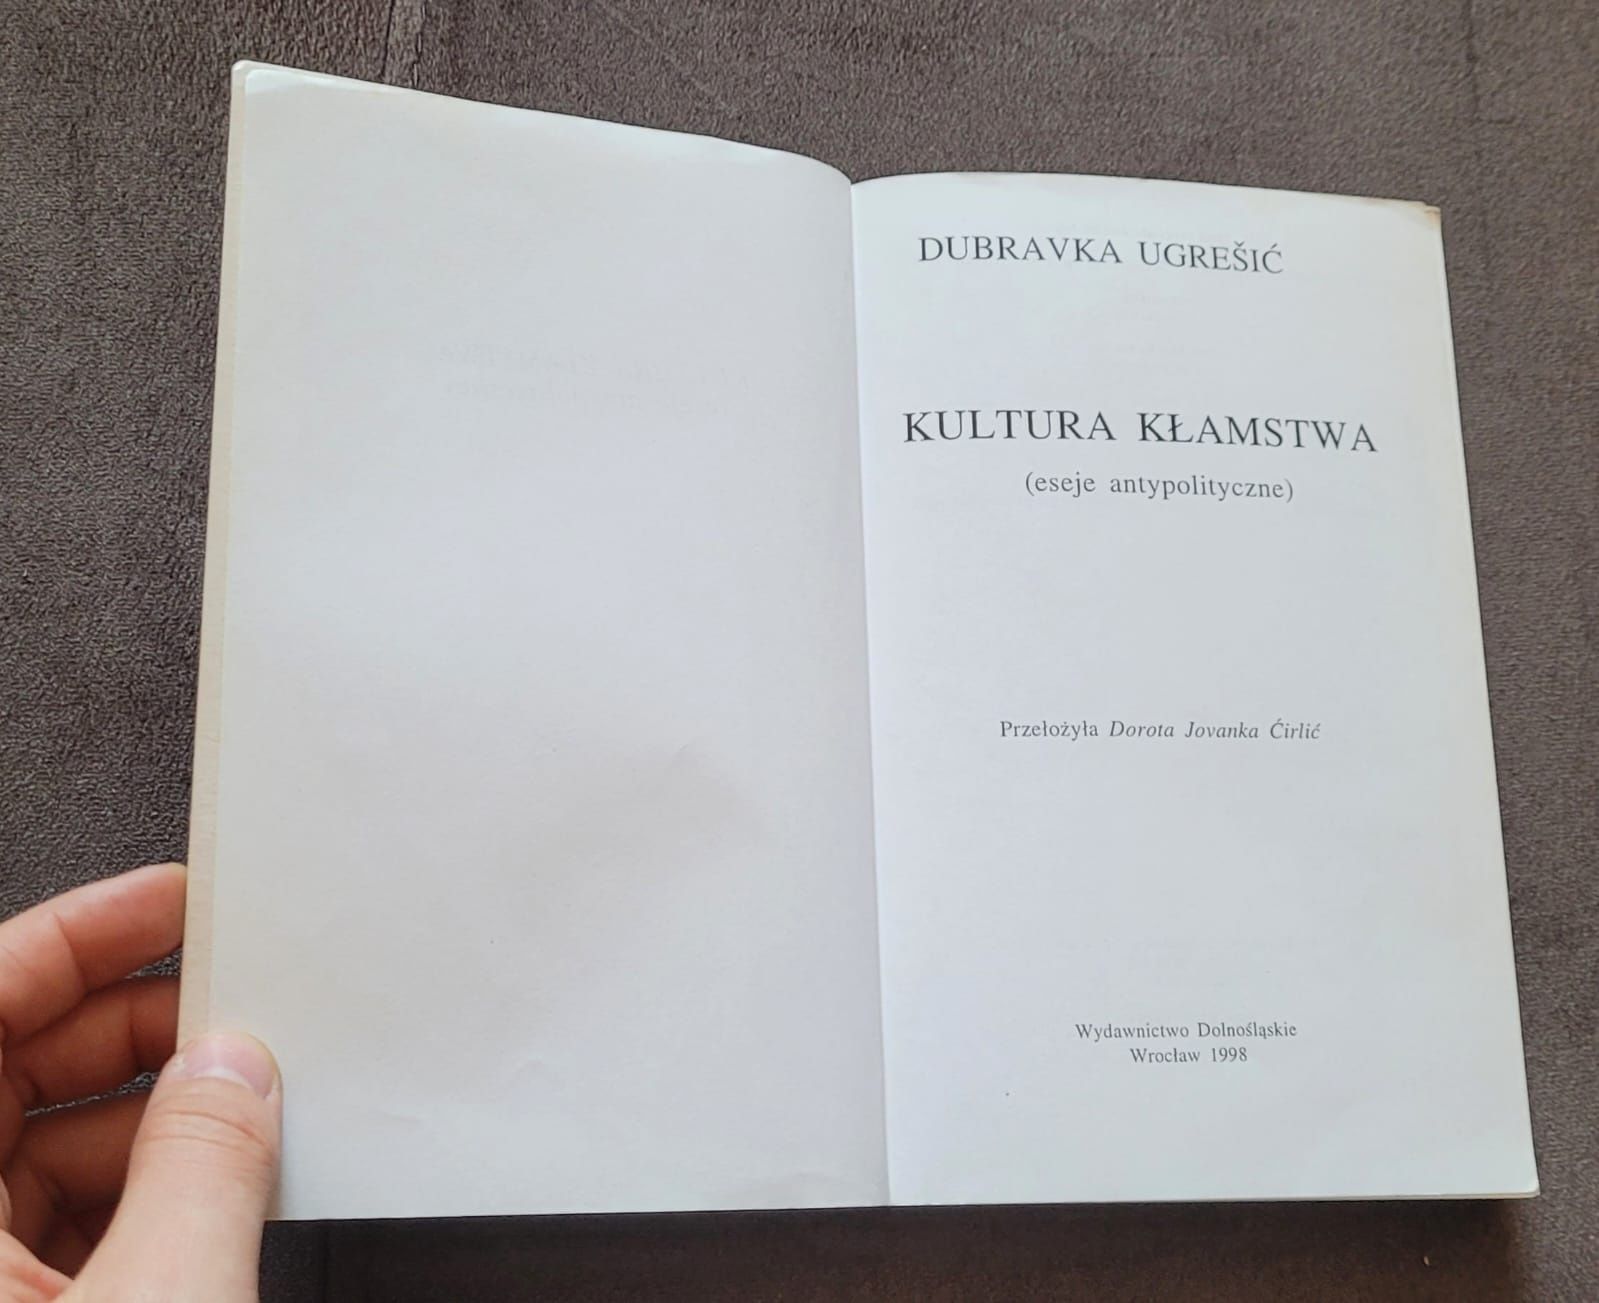 DUBRAVKA UGREŠIĆ
KULTURA KŁAMSTWA
(eseje antypolityczne)
Przełożyła Dorota Jovanka Ćirlić
Wydawnictwo Dolnośląskie
Wrocław 1998